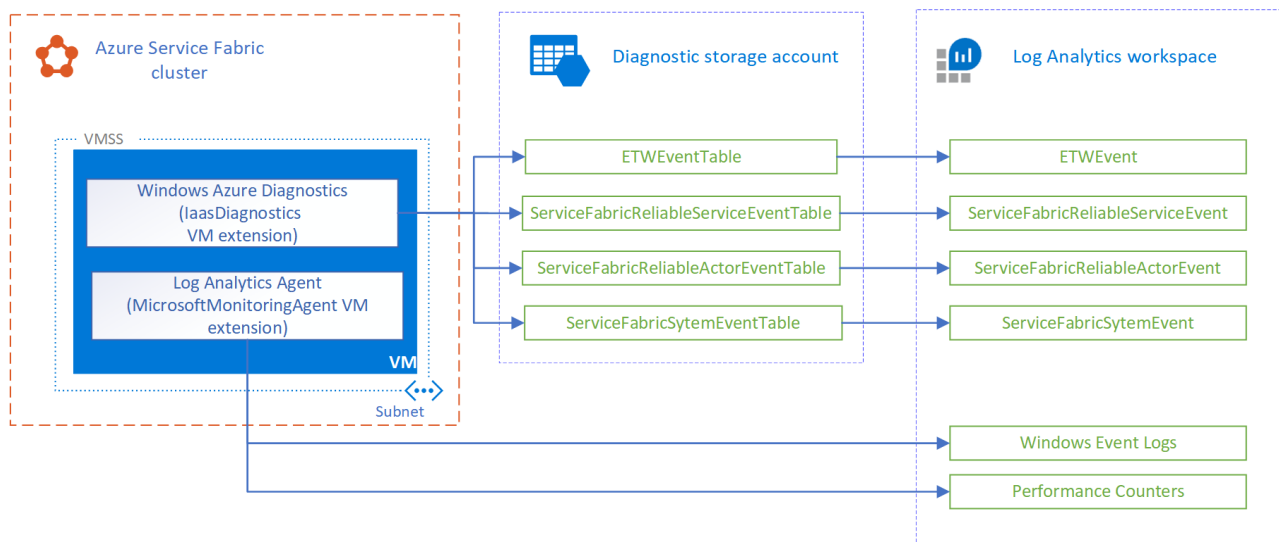 Azure Service Fabric
cluster
Diagnostic storage account
Log Analytics workspace
VMSS
Windows Azure Diagnostics
(IaasDiagnostics
VM extension)
Log Analytics Agent
(MicrosoftMonitoringAgent VM
extension)
VM
Subnet
ETWEventTable
ServiceFabricReliableServiceEventTable
ServiceFabricReliableActorEventTable
ServiceFabricSytemEventTable
ETWEvent
ServiceFabricReliableServiceEvent
ServiceFabricReliableActorEvent
ServiceFabricSytemEvent
Windows Event Logs
Performance Counters